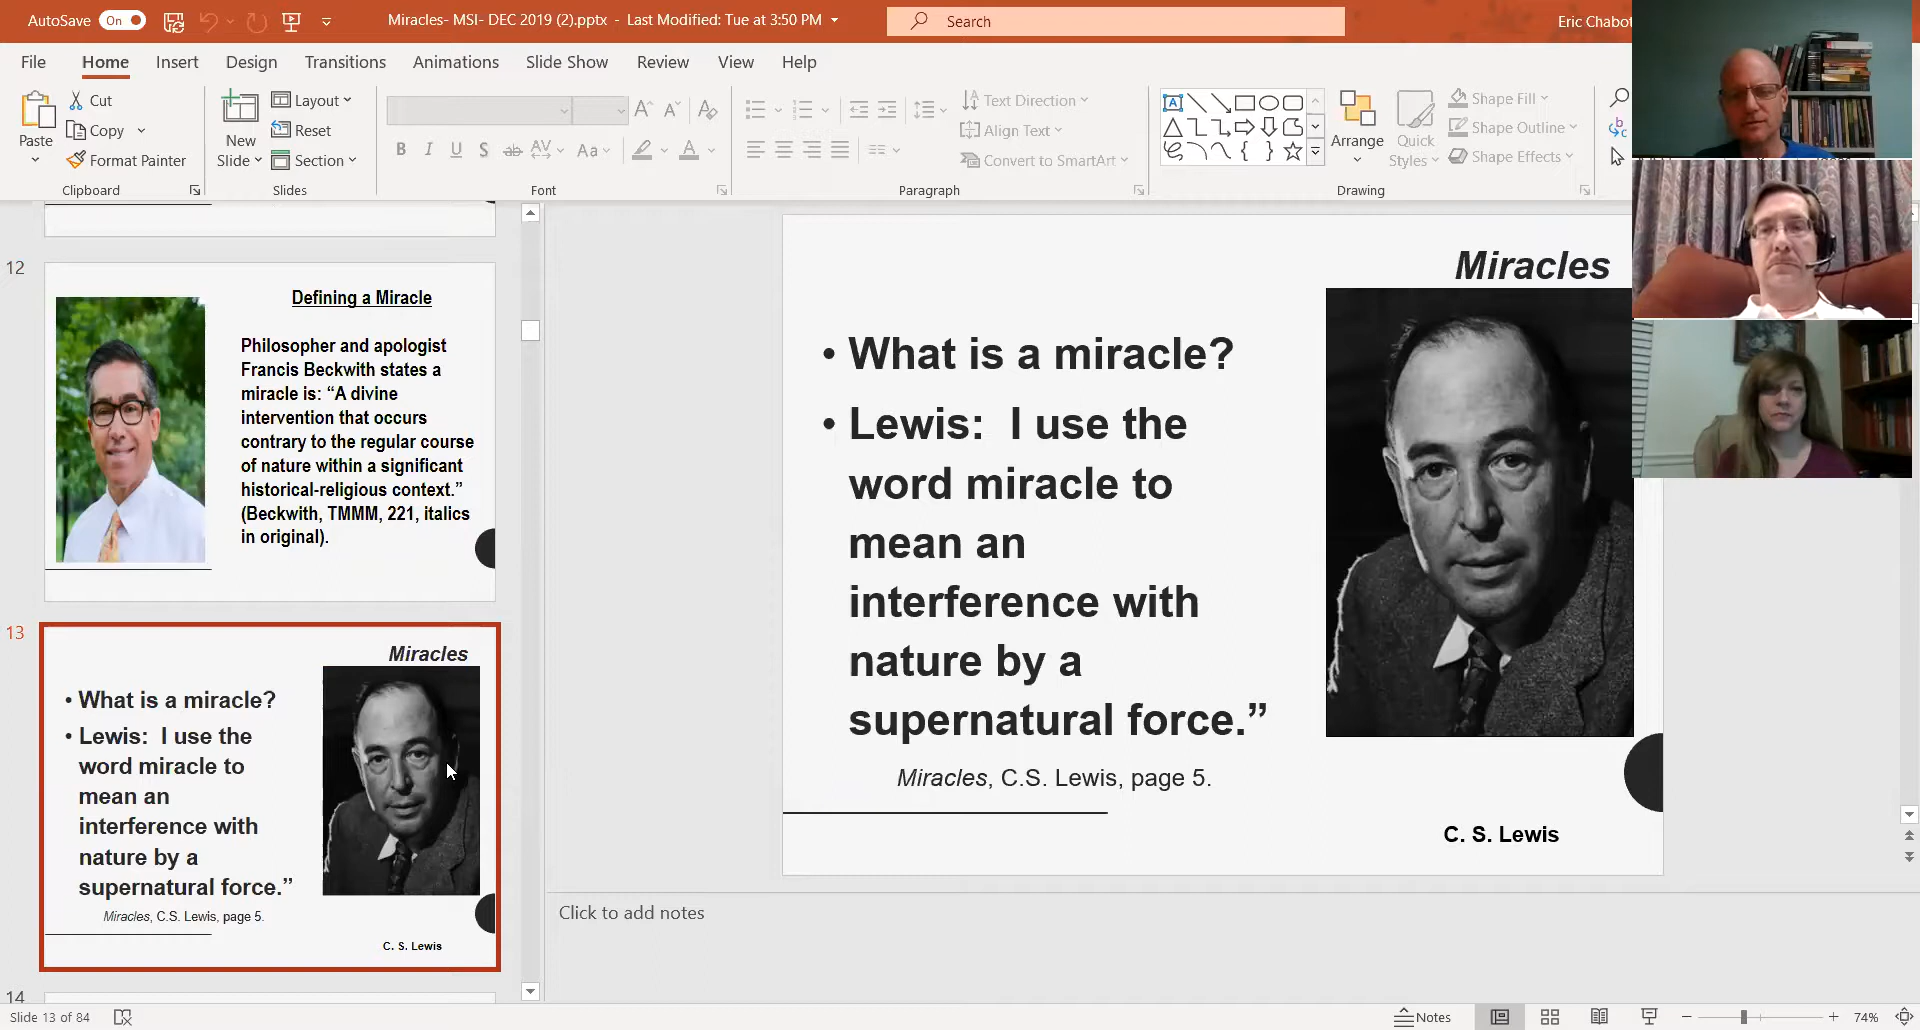 AutoSave On Miracles- MSI- DEC 2019 (2).pptx - Last Modified: Tue at 3:50 PM Search Eric Chabot
File Home Insert Design Transitions Animations Slide Show Review View Help
Paste
Cut
Copy
Format Painter
Clipboard
New
Slide
Layout
Reset
Section
Slides
B I U S ab AV Aa A
Font
Text Direction
Align Text
Convert to SmartArt
Paragraph
Arrange
Quick
Styles
Shape Fill
Shape Outline
Shape Effects
Drawing
12
Defining a Miracle
Philosopher and apologist
Francis Beckwith states a
miracle is: “A divine
intervention that occurs
contrary to the regular course
of nature within a significant
historical-religious context.”
(Beckwith, TMMM, 221, italics
in original).
13
Miracles
• What is a miracle?
• Lewis: I use the
word miracle to
mean an
interference with
nature by a
supernatural force.”
Miracles, C.S. Lewis, page 5.
C. S. Lewis
14
Miracles
• What is a miracle?
• Lewis: I use the
word miracle to
mean an
interference with
nature by a
supernatural force.”
Miracles, C.S. Lewis, page 5.
C. S. Lewis
Click to add notes
Slide 13 of 84 Notes 74%